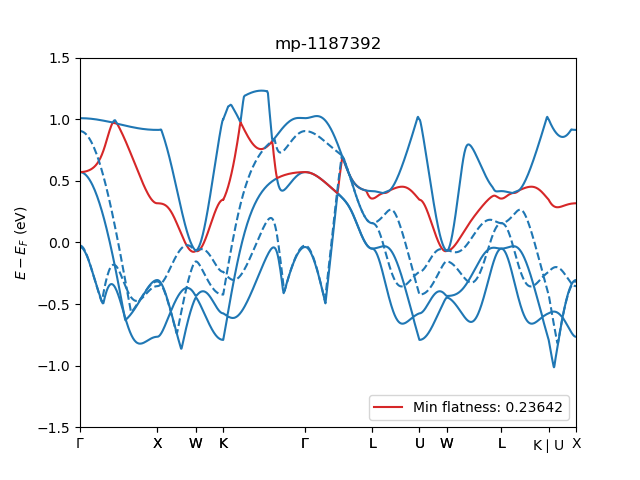 mp-1187392
E − E_F (eV)
1.5
1.0
0.5
0.0
−0.5
−1.0
−1.5
Min flatness: 0.23642
Γ X W K Γ L U W L K | U X